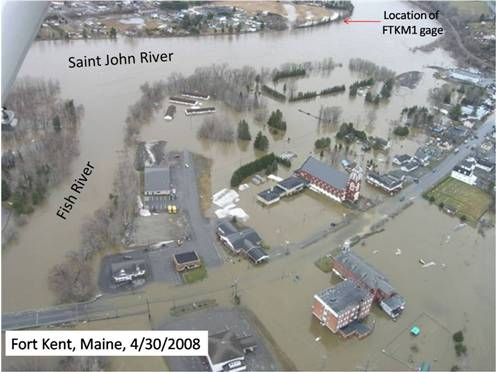 Location of
FTKM1 gage
Saint John River
Fish River
Fort Kent, Maine, 4/30/2008